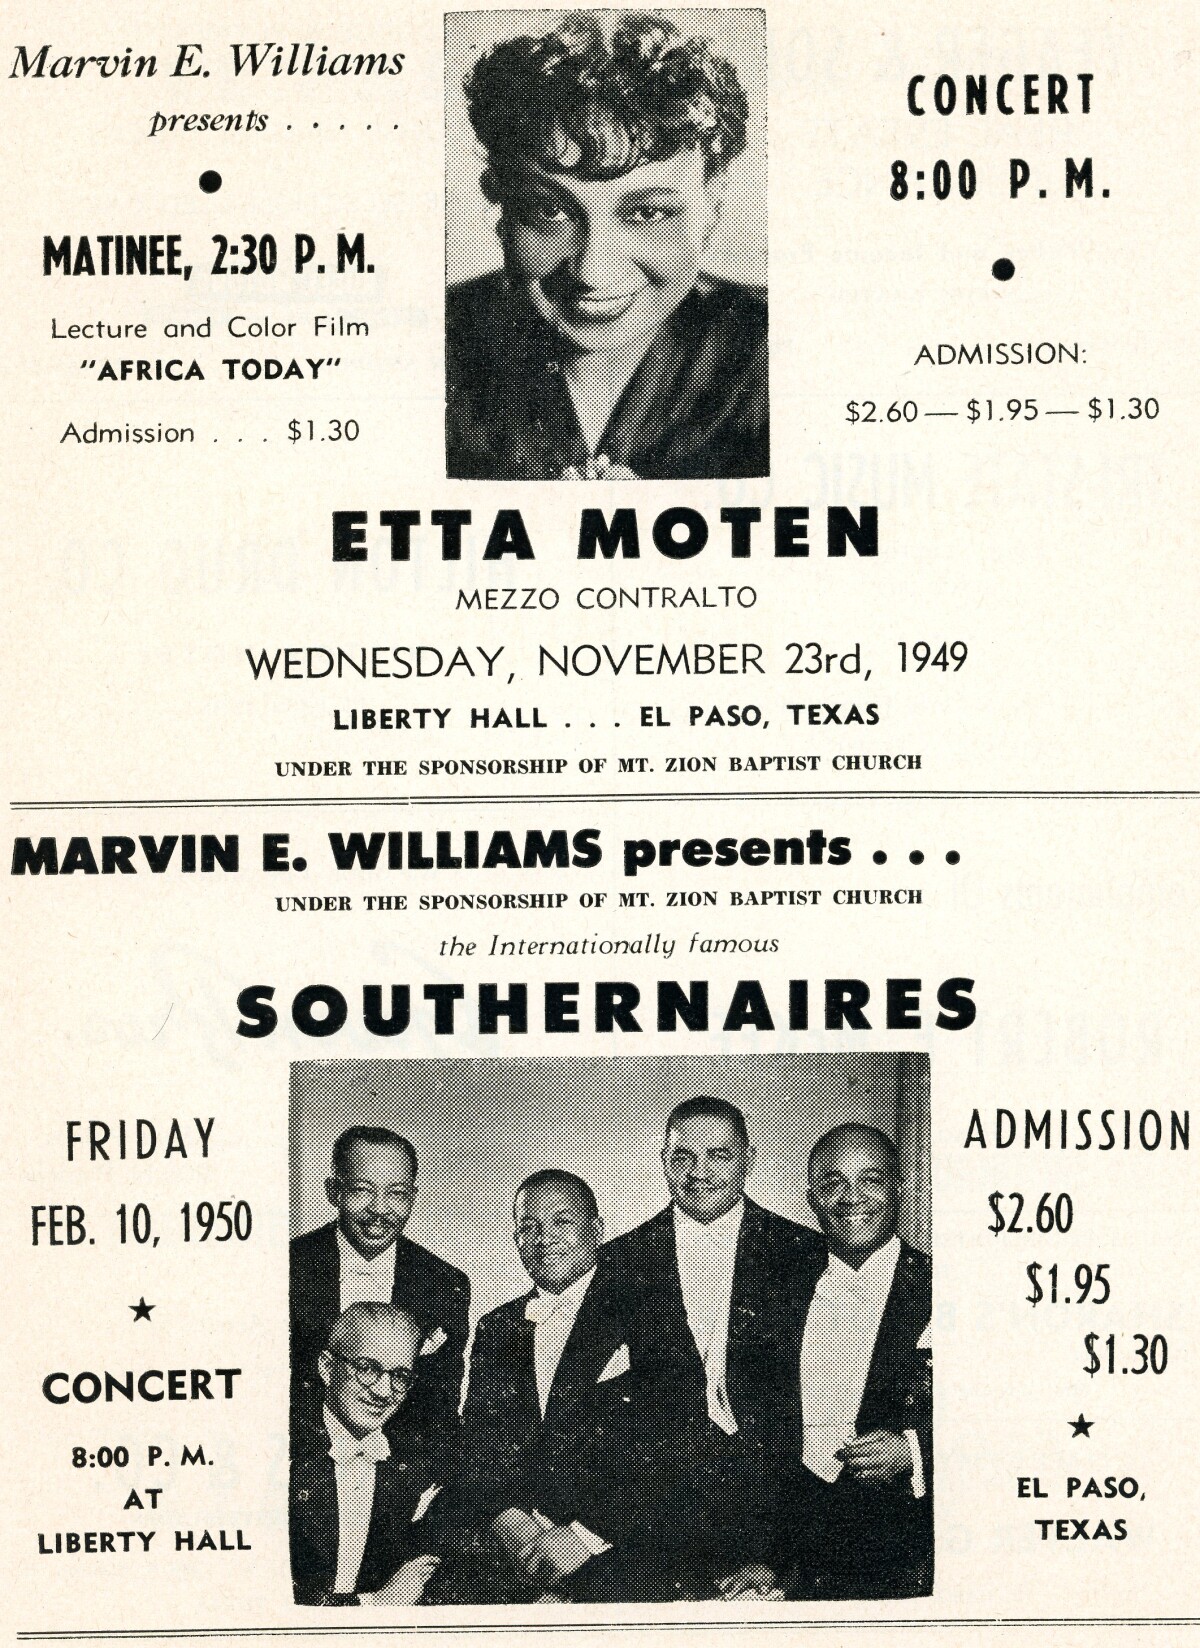 Marvin E. Williams
presents . . . . .
MATINEE, 2:30 P. M.
Lecture and Color Film
"AFRICA TODAY"
Admission . . . $1.30
CONCERT
8:00 P. M.
ADMISSION:
$2.60 — $1.95 — $1.30
ETTA MOTEN
MEZZO CONTRALTO
WEDNESDAY, NOVEMBER 23rd, 1949
LIBERTY HALL . . . EL PASO, TEXAS
UNDER THE SPONSORSHIP OF MT. ZION BAPTIST CHURCH
MARVIN E. WILLIAMS presents . . .
UNDER THE SPONSORSHIP OF MT. ZION BAPTIST CHURCH
the Internationally famous
SOUTHERNAIRES
FRIDAY
FEB. 10, 1950
CONCERT
8:00 P. M.
AT
LIBERTY HALL
ADMISSION
$2.60
$1.95
$1.30
EL PASO,
TEXAS